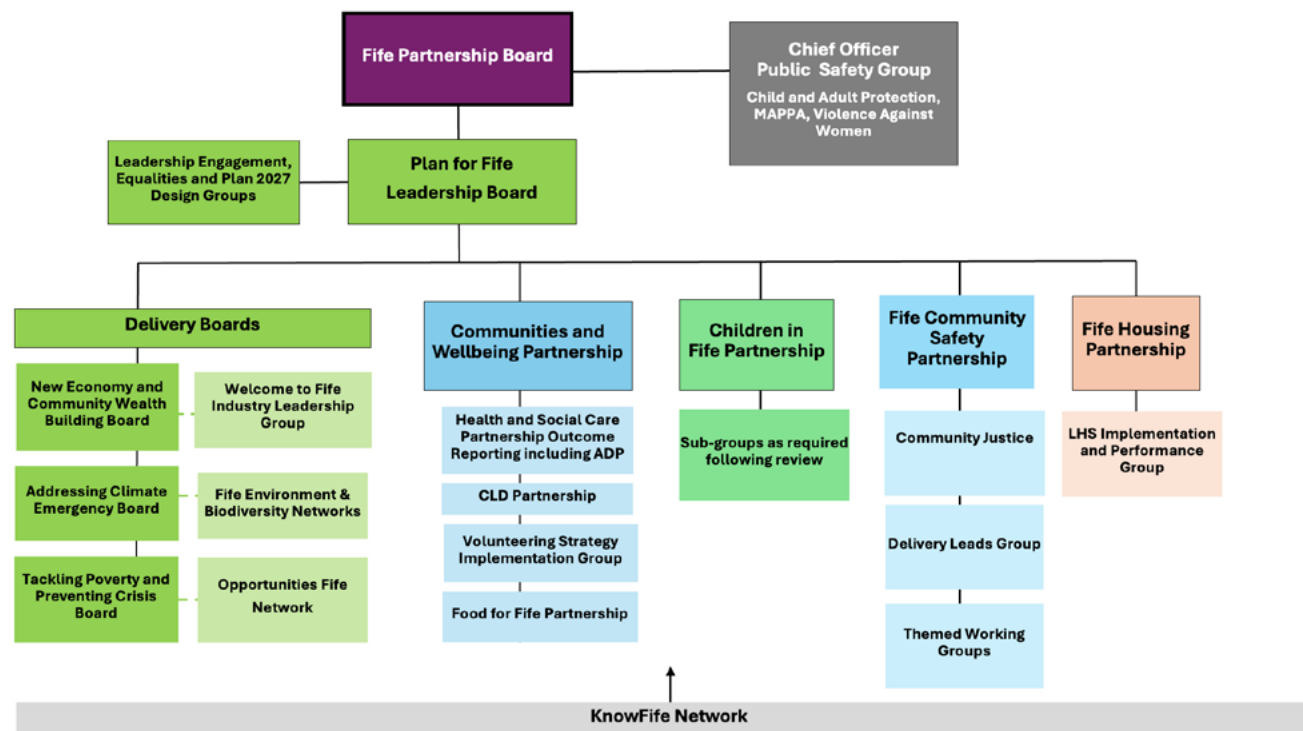 Fife Partnership Board
Chief Officer
Public Safety Group
Child and Adult Protection,
MAPPA, Violence Against
Women
Leadership Engagement,
Equalities and Plan 2027
Design Groups
Plan for Fife
Leadership Board
Delivery Boards
New Economy and
Community Wealth
Building Board
Welcome to Fife
Industry Leadership
Group
Addressing Climate
Emergency Board
Fife Environment &
Biodiversity Networks
Tackling Poverty and
Preventing Crisis
Board
Opportunities Fife
Network
Communities and
Wellbeing Partnership
Health and Social Care
Partnership Outcome
Reporting including ADP
CLD Partnership
Volunteering Strategy
Implementation Group
Food for Fife Partnership
Children in
Fife Partnership
Sub-groups as required
following review
Fife Community
Safety
Partnership
Community Justice
Delivery Leads Group
Themed Working
Groups
Fife Housing
Partnership
LHS Implementation
and Performance
Group
KnowFife Network